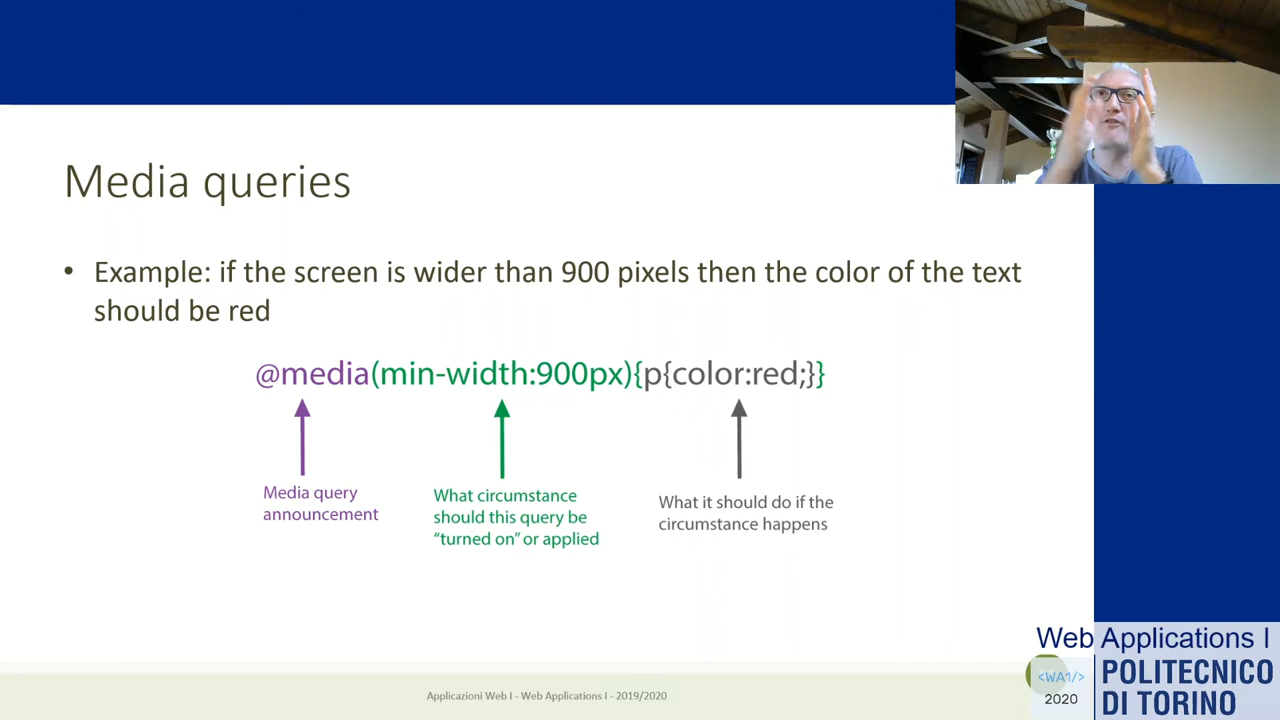 Media queries
• Example: if the screen is wider than 900 pixels then the color of the text
should be red
@media(min-width:900px){p{color:red;}}
Media query
announcement
What circumstance
should this query be
“turned on” or applied
What it should do if the
circumstance happens
Applicazioni Web I - Web Applications I - 2019/2020
Web Applications I
<WA1/>
2020
POLITECNICO
DI TORINO